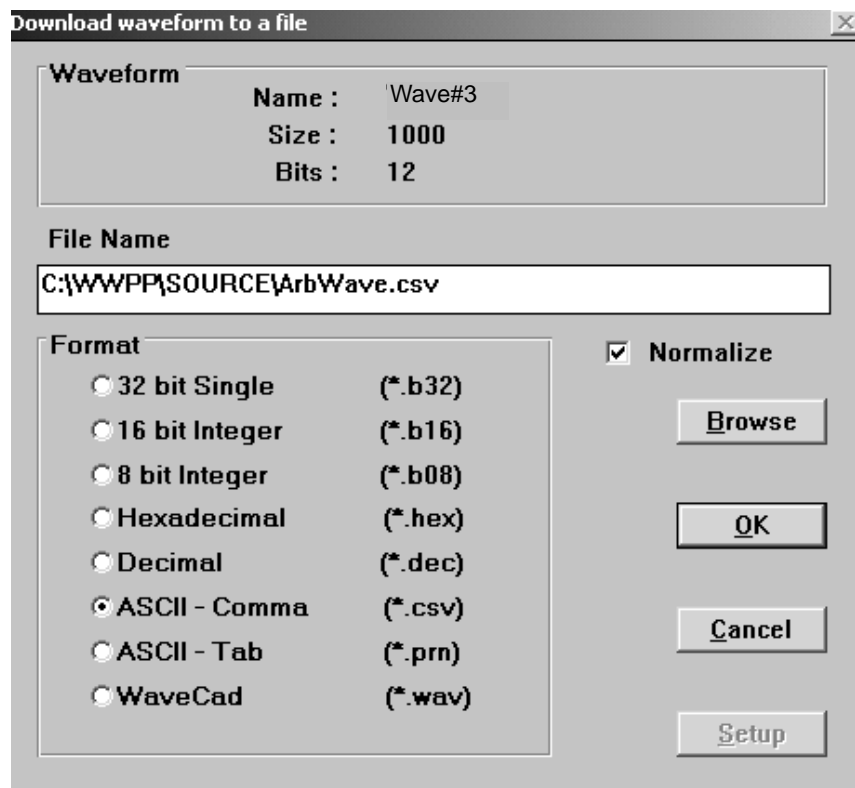 Download waveform to a file
Waveform
Name : 'Wave#3
Size : 1000
Bits : 12
File Name
C:\WWPP\SOURCE\ArbWave.csv
Format
Normalize
32 bit Single (*.b32)
16 bit Integer (*.b16)
8 bit Integer (*.b08)
Hexadecimal (*.hex)
Decimal (*.dec)
ASCII - Comma (*.csv)
ASCII - Tab (*.prn)
WaveCad (*.wav)
Browse
OK
Cancel
Setup